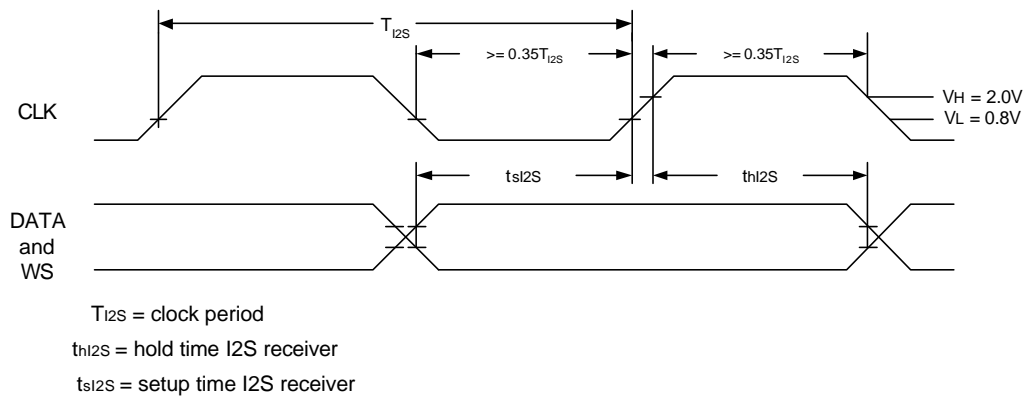 TI2S
>= 0.35TI2S
>= 0.35TI2S
CLK
VH = 2.0V
VL = 0.8V
tsI2S
thI2S
DATA
and
WS
TI2S = clock period
thI2S = hold time I2S receiver
tsI2S = setup time I2S receiver